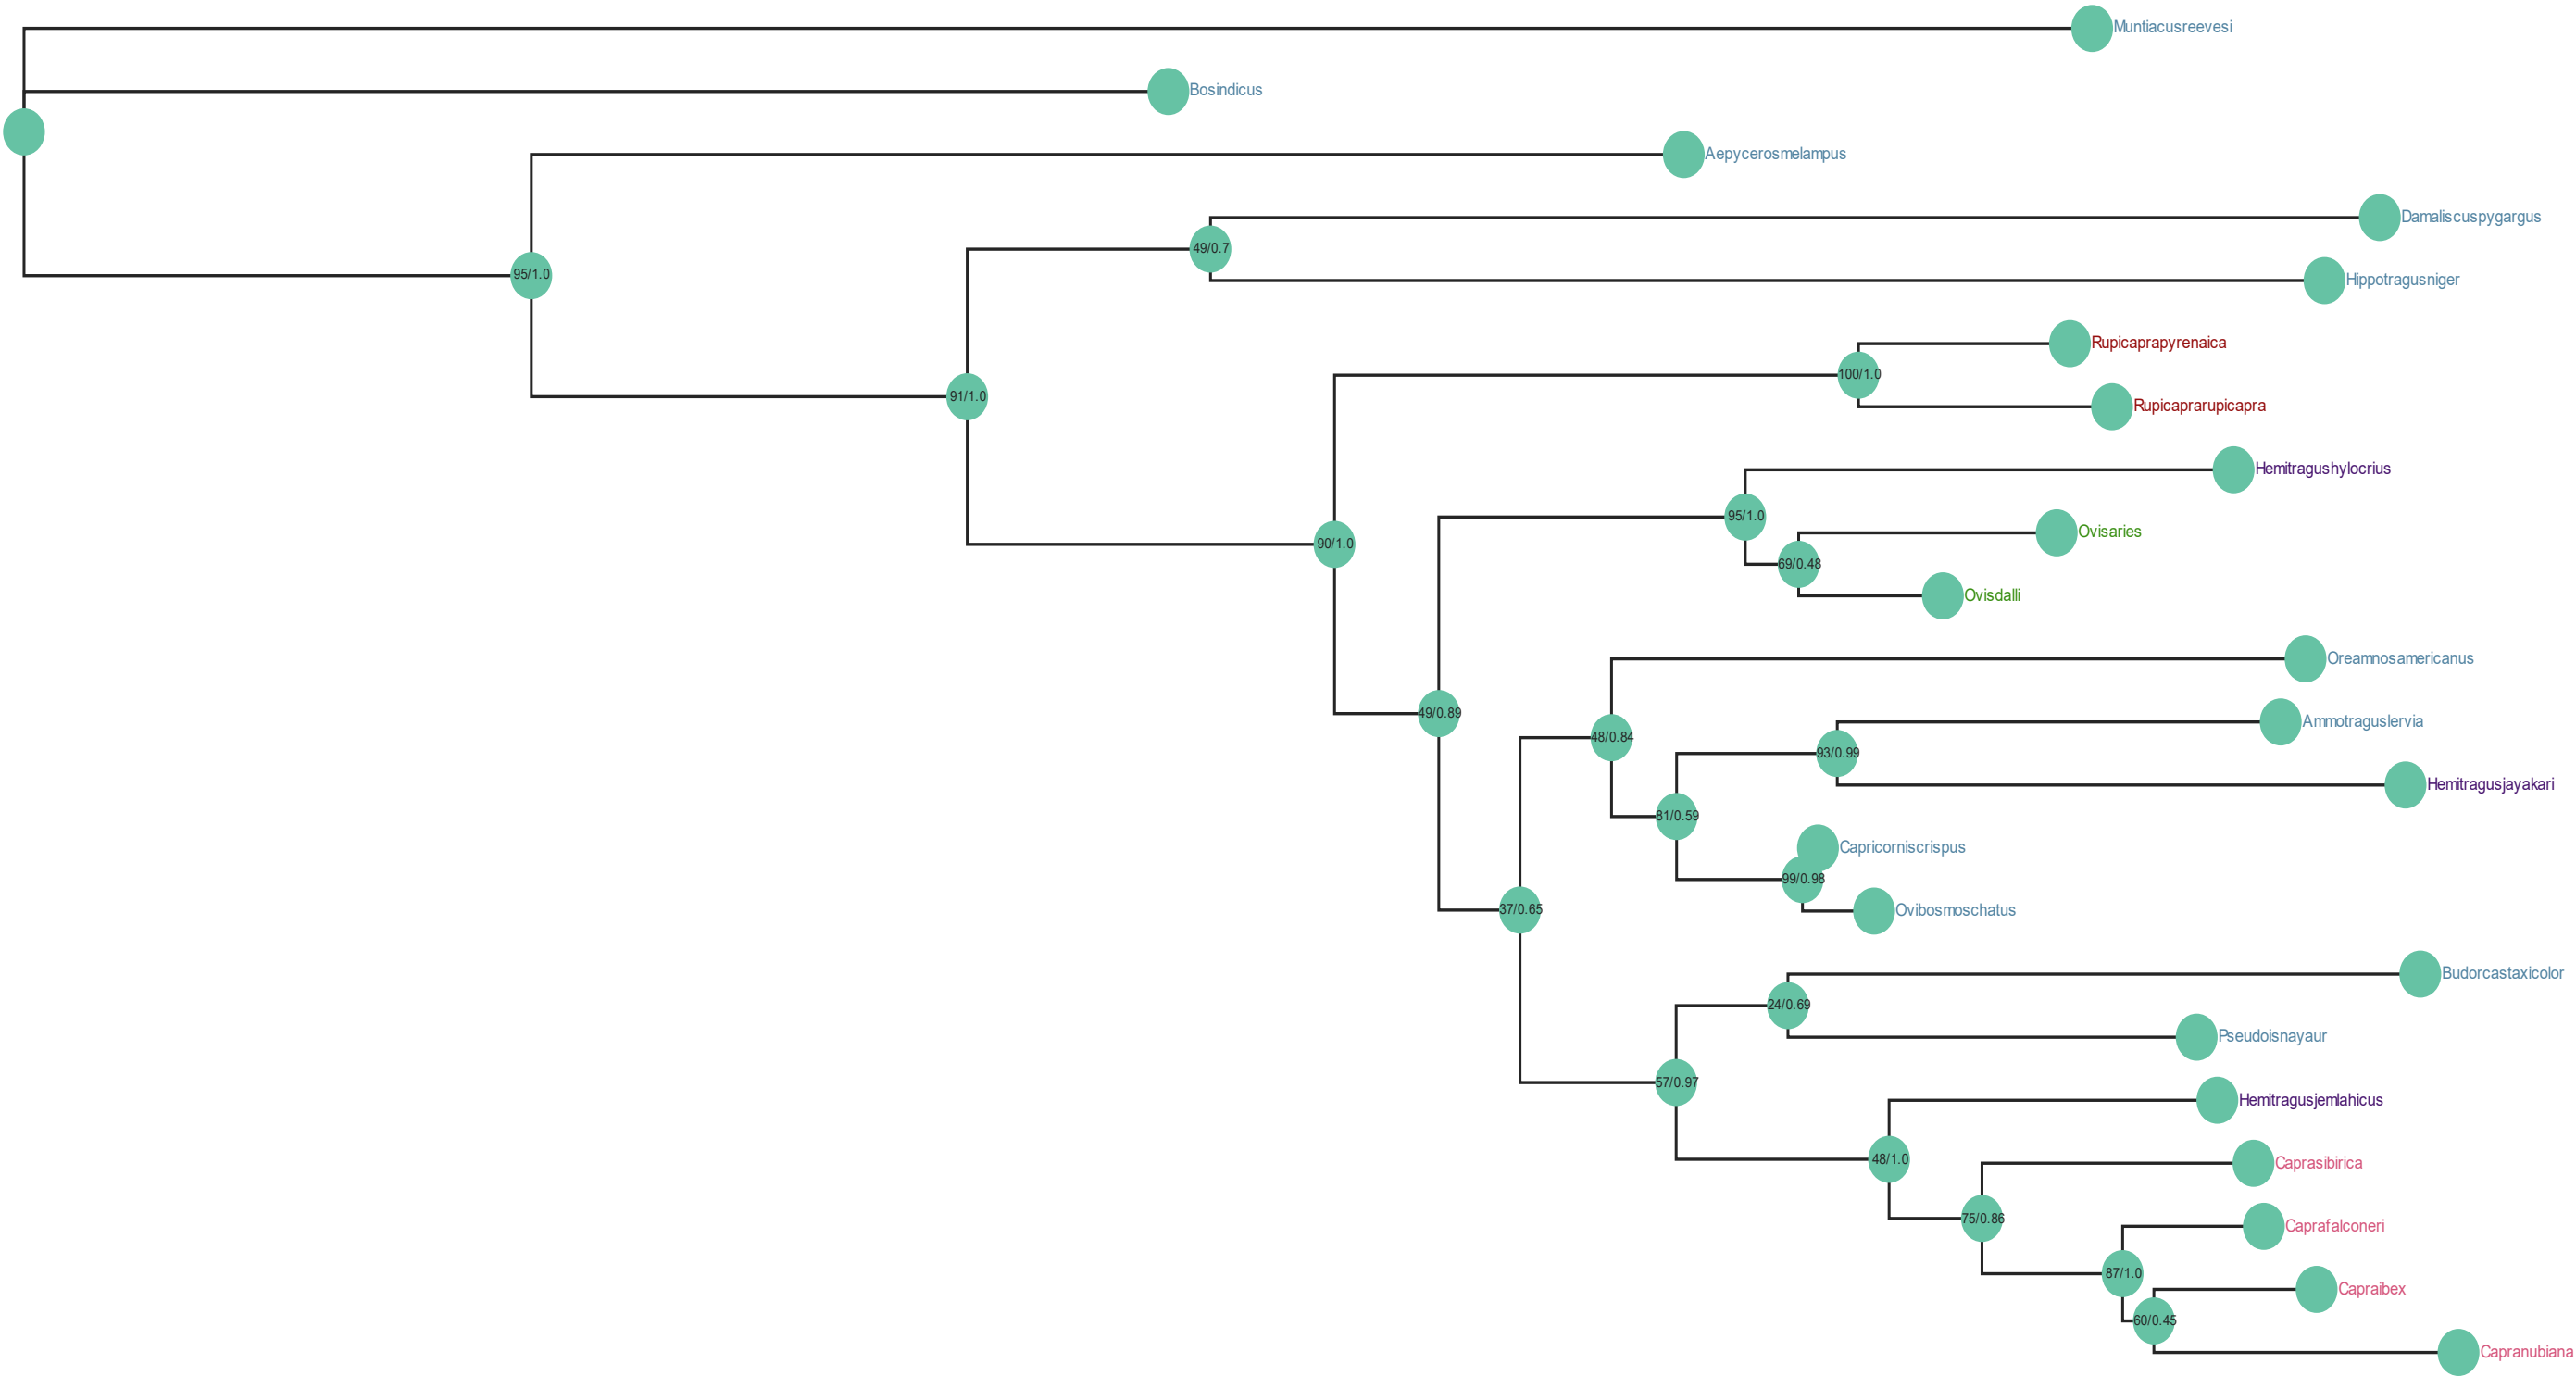 Muntiacusreevesi
Bosindicus
Aepycerosmelampus
Damaliscuspygargus
49/0.7
95/1.0
Hippotragusniger
Rupicaprapyrenaica
100/1.0
91/1.0
Rupicaprarupicapra
Hemitragushylocrius
95/1.0
Ovisaries
90/1.0
69/0.48
Ovisdalli
Oreamnosamericanus
49/0.89
Ammotraguslervia
48/0.84
93/0.99
Hemitragusjayakari
81/0.59
Capricorniscrispus
99/0.98
37/0.65
Ovibosmoschatus
Budorcastaxicolor
24/0.69
Pseudoisnayaur
57/0.97
Hemitragusjemlahicus
48/1.0
Caprasibirica
75/0.86
Caprafalconeri
87/1.0
Capraibex
60/0.45
Capranubiana